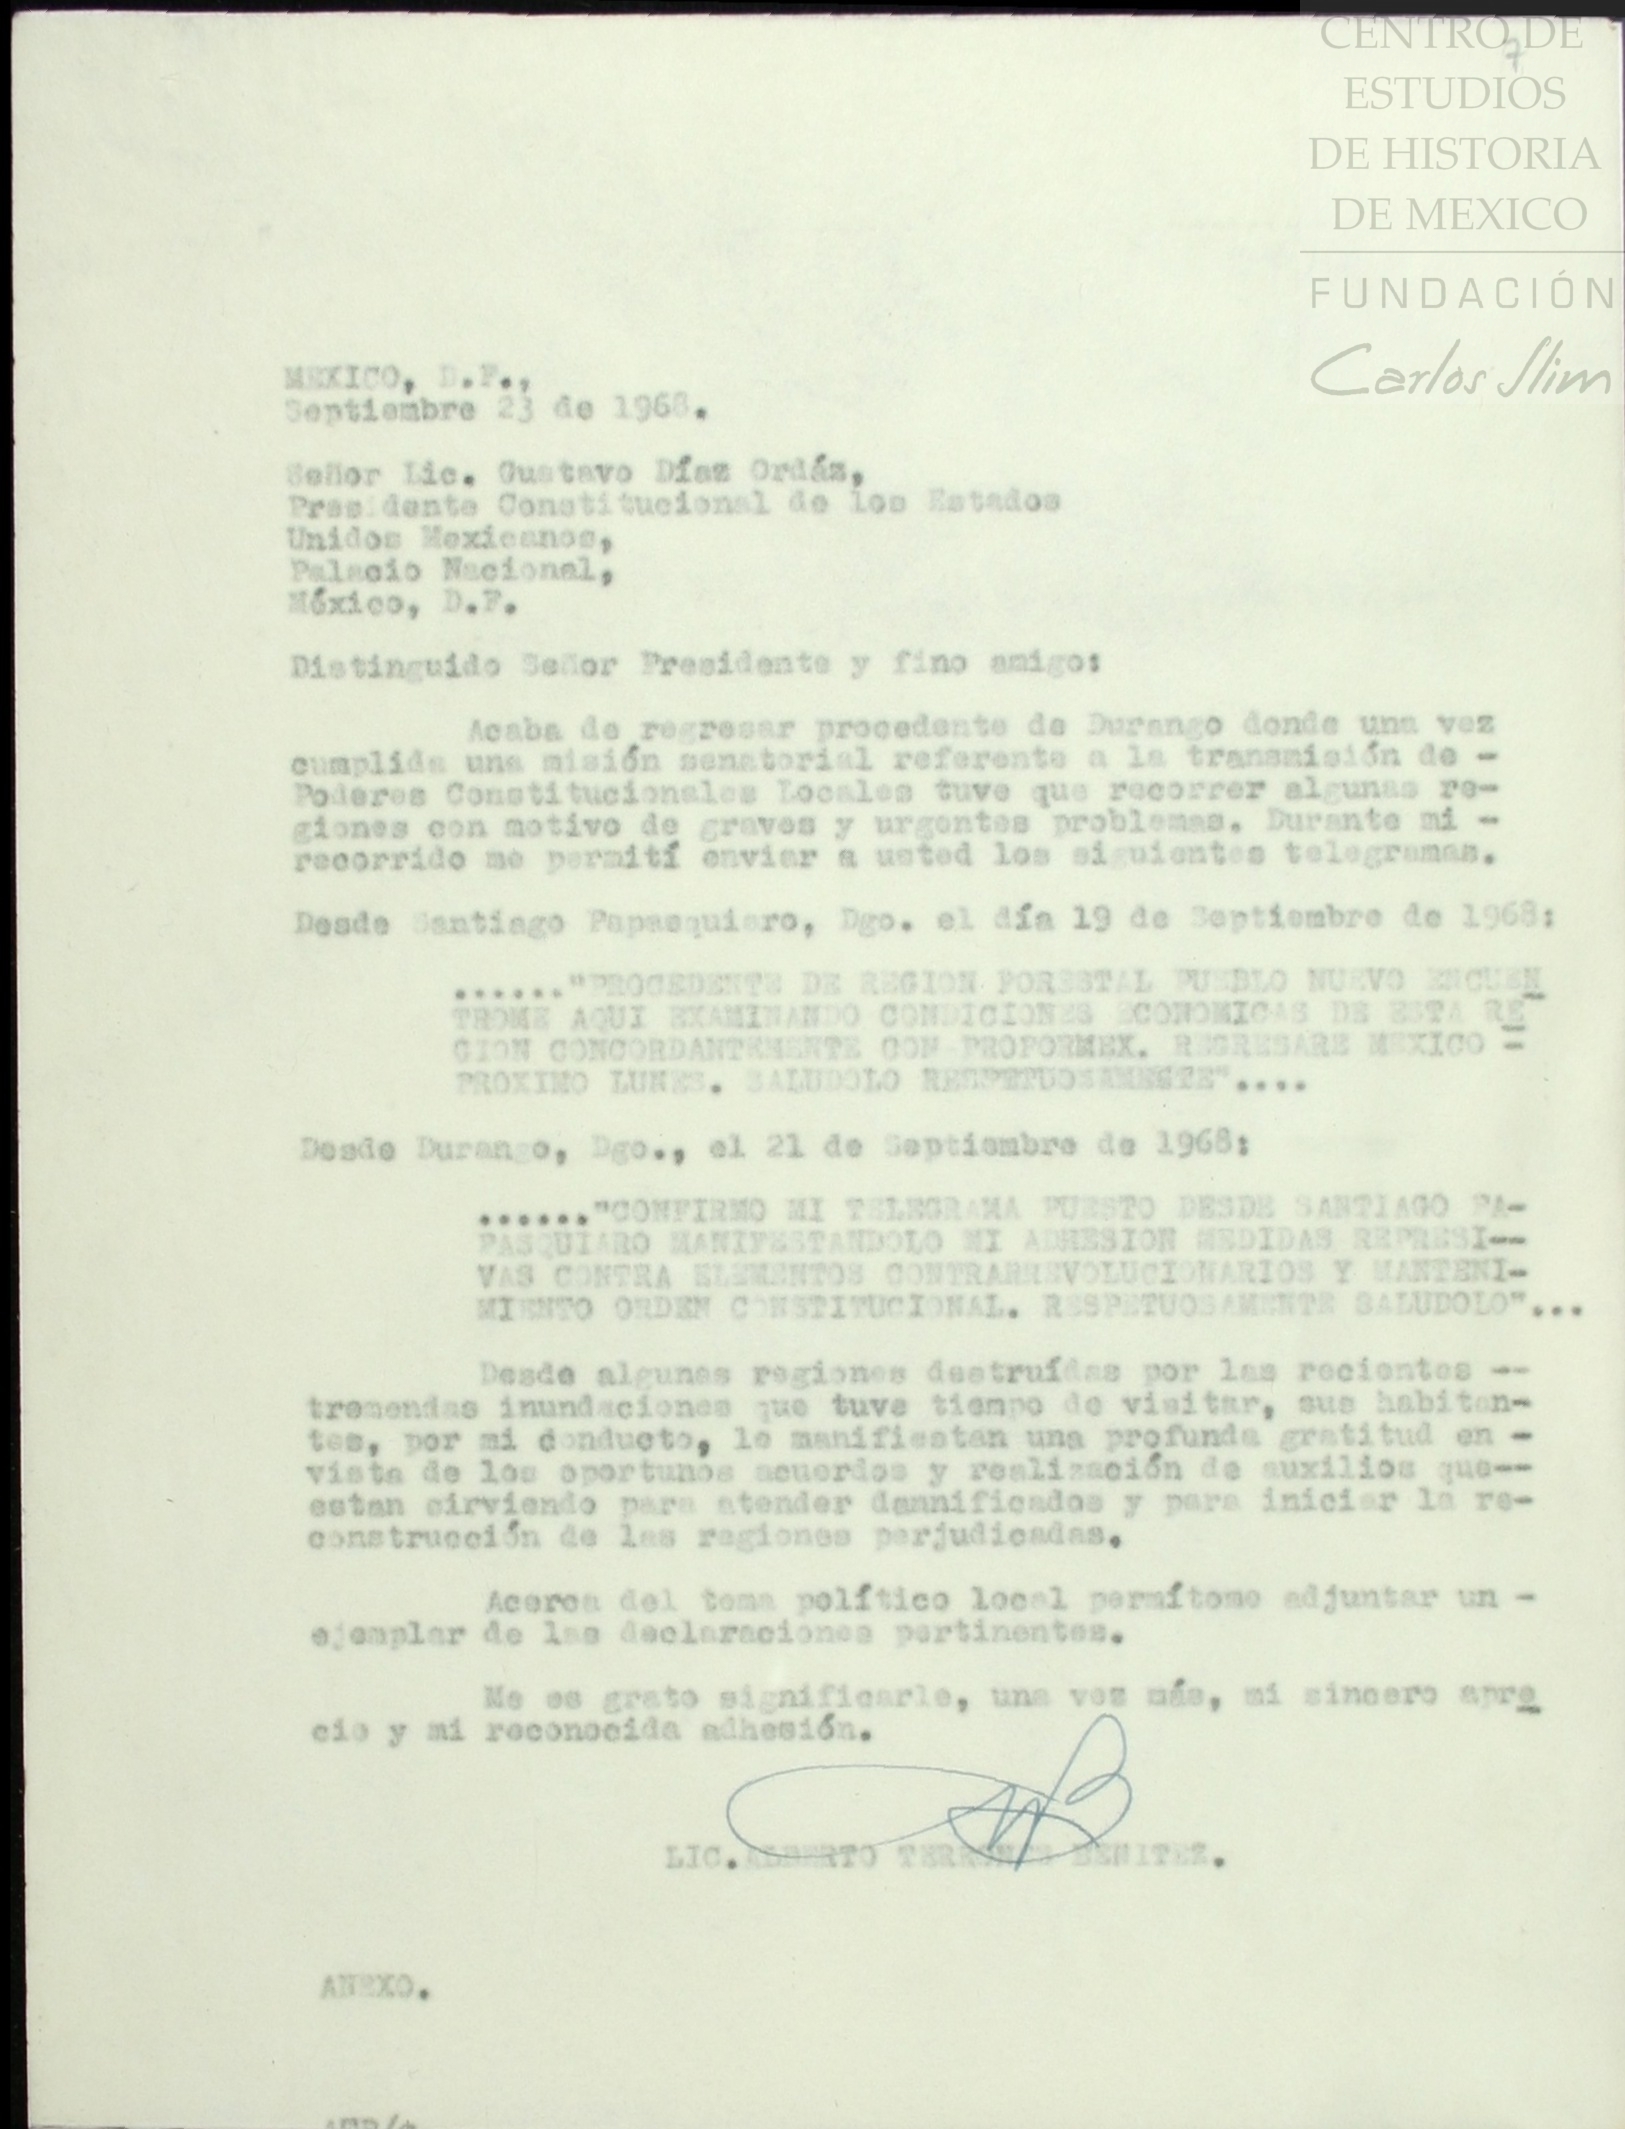 CENTRO DE
ESTUDIOS
DE HISTORIA
DE MEXICO
FUNDACIÓN
Carlos Slim
7
MEXICO, D.F.,
Septiembre 23 de 1968.
Señor Lic. Gustavo Díaz Ordáz,
Presidente Constitucional de los Estados
Unidos Mexicanos,
Palacio Nacional,
México, D.F.
Distinguido Señor Presidente y fino amigo:
Acaba de regresar procedente de Durango donde una vez
cumplida una misión senatorial referente a la transmisión de -
Poderes Constitucionales Locales tuve que recorrer algunas re-
giones con motivo de graves y urgentes problemas. Durante mi -
recorrido me permití enviar a usted los siguientes telegramas.
Desde Santiago Papasquiaro, Dgo. el día 19 de Septiembre de 1968:
......"PROCEDENTE DE REGION FORESTAL PUEBLO NUEVO ENCUEN
TROME AQUI EXAMINANDO CONDICIONES ECONOMICAS DE ESTA RE
GION CONCORDANTEMENTE CON PROFORMEX. REGRESARE MEXICO -
PROXIMO LUNES. SALUDOLO RESPETUOSAMENTE"....
Desde Durango, Dgo., el 21 de Septiembre de 1968:
......"CONFIRMO MI TELEGRAMA PUESTO DESDE SANTIAGO PA-
PASQUIARO MANIFESTANDOLO MI ADHESION MEDIDAS REPRESI--
VAS CONTRA ELEMENTOS CONTRARREVOLUCIONARIOS Y MANTENI-
MIENTO ORDEN CONSTITUCIONAL. RESPETUOSAMENTE SALUDOLO"...
Desde algunas regiones destruídas por las recientes --
tremendas inundaciones que tuve tiempo de visitar, sus habitan-
tes, por mi conducto, le manifiestan una profunda gratitud en -
vista de los oportunos acuerdos y realización de auxilios que--
estan sirviendo para atender damnificados y para iniciar la re-
construcción de las regiones perjudicadas.
Acerca del tema político local permítome adjuntar un -
ejemplar de las declaraciones pertinentes.
Me es grato significarle, una vez más, mi sincero apre
cio y mi reconocida adhesión.
LIC. ALBERTO TERRONES BENITEZ.
ANEXO.